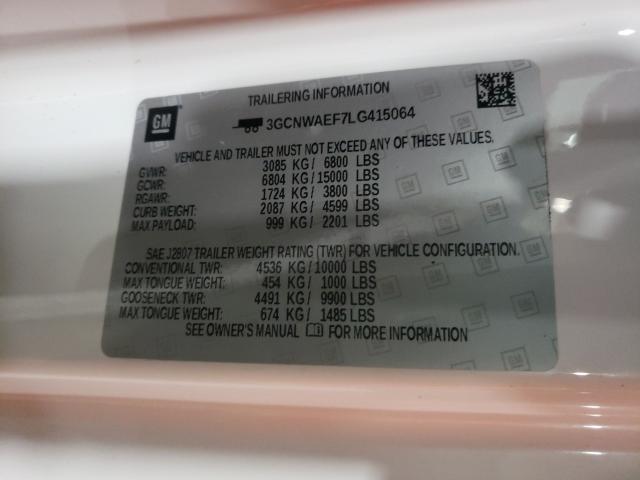 TRAILERING INFORMATION
GM
3GCNWAEF7LG415064
VEHICLE AND TRAILER MUST NOT EXCEED ANY OF THESE VALUES.
GVWR: 3085 KG/ 6800 LBS
GCWR: 6804 KG/ 15000 LBS
RGAWR: 1724 KG/ 3800 LBS
CURB WEIGHT: 2087 KG/ 4599 LBS
MAX PAYLOAD: 999 KG/ 2201 LBS
SAE J2807 TRAILER WEIGHT RATING (TWR) FOR VEHICLE CONFIGURATION.
CONVENTIONAL TWR: 4536 KG/10000 LBS
MAX TONGUE WEIGHT: 454 KG/ 1000 LBS
GOOSENECK TWR: 4491 KG/ 9900 LBS
MAX TONGUE WEIGHT: 674 KG/ 1485 LBS
SEE OWNER'S MANUAL FOR MORE INFORMATION